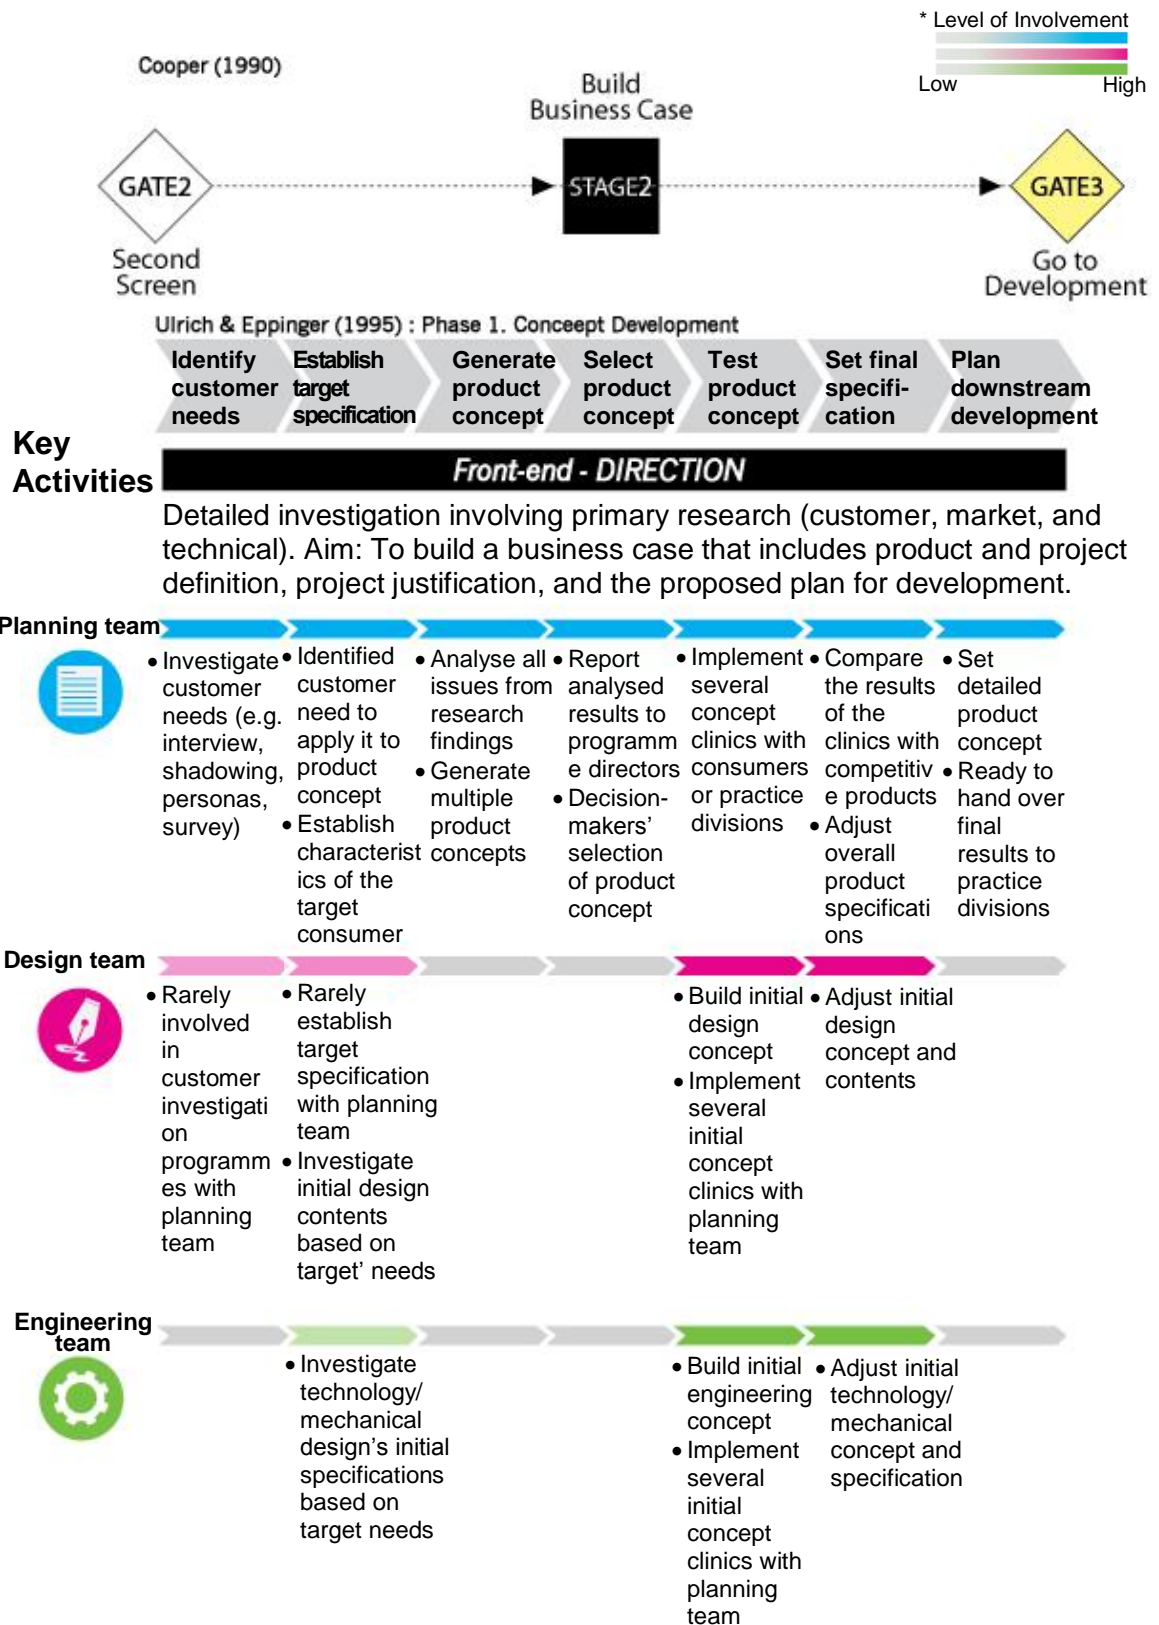 * Level of Involvement
Low High
Cooper (1990)
Build
Business Case
GATE2
STAGE2
GATE3
Second
Screen
Go to
Development
Ulrich & Eppinger (1995) : Phase 1. Conceept Development
Identify
customer
needs
Establish
target
specification
Generate
product
concept
Select
product
concept
Test
product
concept
Set final
specifi-
cation
Plan
downstream
development
Key
Activities
Front-end - DIRECTION
Detailed investigation involving primary research (customer, market, and
technical). Aim: To build a business case that includes product and project
definition, project justification, and the proposed plan for development.
Planning team
• Investigate
customer
needs (e.g.
interview,
shadowing,
personas,
survey)
• Identified
customer
need to
apply it to
product
concept
• Establish
characterist
ics of the
target
consumer
• Analyse all
issues from
research
findings
• Generate
multiple
product
concepts
• Report
analysed
results to
programm
e directors
• Decision-
makers’
selection
of product
concept
• Implement
several
concept
clinics with
consumers
or practice
divisions
• Compare
the results
of the
clinics with
competitiv
e products
• Adjust
overall
product
specificati
ons
• Set
detailed
product
concept
• Ready to
hand over
final
results to
practice
divisions
Design team
• Rarely
involved
in
customer
investigati
on
programm
es with
planning
team
• Rarely
establish
target
specification
with planning
team
• Investigate
initial design
contents
based on
target’ needs
• Build initial
design
concept
• Implement
several
initial
concept
clinics with
planning
team
• Adjust initial
design
concept and
contents
Engineering
team
• Investigate
technology/
mechanical
design’s initial
specifications
based on
target needs
• Build initial
engineering
concept
• Implement
several
initial
concept
clinics with
planning
team
• Adjust initial
technology/
mechanical
concept and
specification